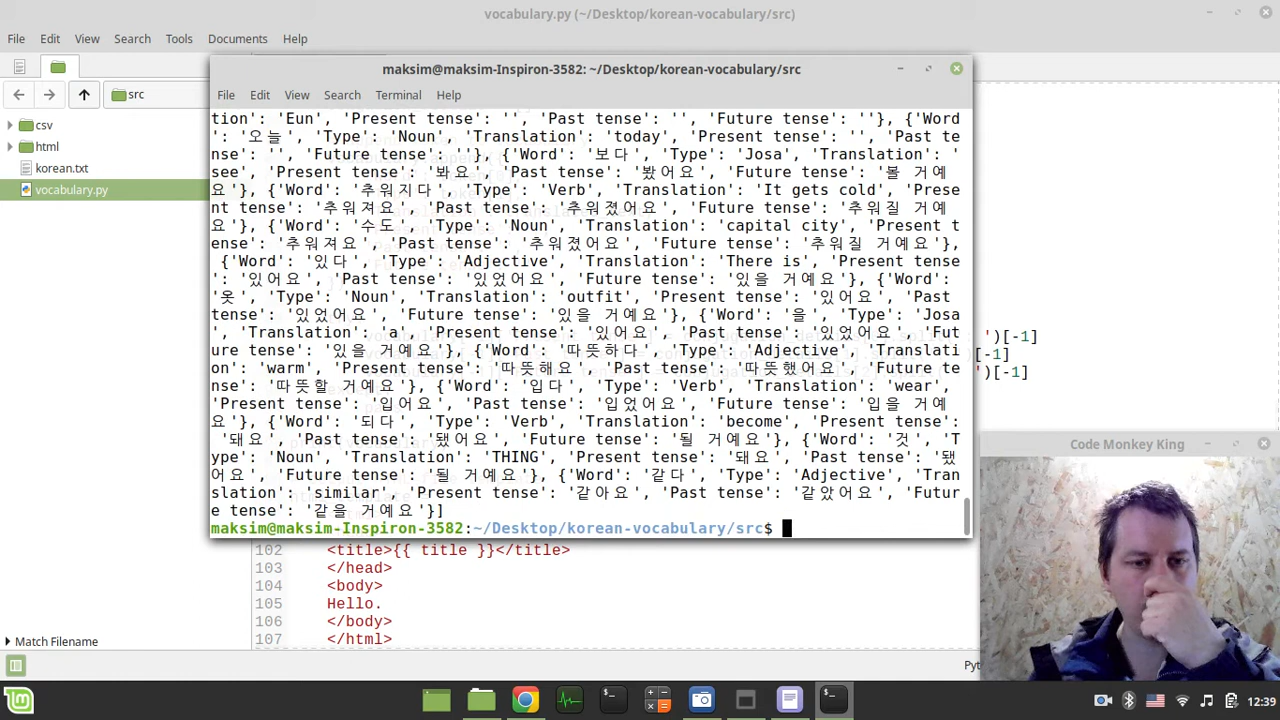 vocabulary.py (~/Desktop/korean-vocabulary/src)
File Edit View Search Tools Documents Help
src
csv
html
korean.txt
vocabulary.py
Match Filename
maksim@maksim-Inspiron-3582: ~/Desktop/korean-vocabulary/src
File Edit View Search Terminal Help
tion': 'Eun', 'Present tense': '', 'Past tense': '', 'Future tense': ''}, {'Word
': '오늘', 'Type': 'Noun', 'Translation': 'today', 'Present tense': '', 'Past te
nse': '', 'Future tense': ''}, {'Word': '보다', 'Type': 'Josa', 'Translation': '
see', 'Present tense': '봐요', 'Past tense': '봤어요', 'Future tense': '볼 거예
요'}, {'Word': '추워지다', 'Type': 'Verb', 'Translation': 'It gets cold', 'Prese
nt tense': '추워져요', 'Past tense': '추워졌어요', 'Future tense': '추워질 거예
요'}, {'Word': '수도', 'Type': 'Noun', 'Translation': 'capital city', 'Present t
ense': '추워져요', 'Past tense': '추워졌어요', 'Future tense': '추워질 거예요'},
{'Word': '있다', 'Type': 'Adjective', 'Translation': 'There is', 'Present tense'
: '있어요', 'Past tense': '있었어요', 'Future tense': '있을 거예요'}, {'Word':
'옷', 'Type': 'Noun', 'Translation': 'outfit', 'Present tense': '있어요', 'Past
tense': '있었어요', 'Future tense': '있을 거예요'}, {'Word': '을', 'Type': 'Josa
', 'Translation': 'a', 'Present tense': '있어요', 'Past tense': '있었어요', 'Fut
ure tense': '있을 거예요'}, {'Word': '따뜻하다', 'Type': 'Adjective', 'Translati
on': 'warm', 'Present tense': '따뜻해요', 'Past tense': '따뜻했어요', 'Future te
nse': '따뜻할 거예요'}, {'Word': '입다', 'Type': 'Verb', 'Translation': 'wear',
'Present tense': '입어요', 'Past tense': '입었어요', 'Future tense': '입을 거예
요'}, {'Word': '되다', 'Type': 'Verb', 'Translation': 'become', 'Present tense':
'돼요', 'Past tense': '됐어요', 'Future tense': '될 거예요'}, {'Word': '것', 'T
ype': 'Noun', 'Translation': 'THING', 'Present tense': '돼요', 'Past tense': '됐
어요', 'Future tense': '될 거예요'}, {'Word': '같다', 'Type': 'Adjective', 'Tran
slation': 'similar', 'Present tense': '같아요', 'Past tense': '같았어요', 'Futur
e tense': '같을 거예요'}]
maksim@maksim-Inspiron-3582:~/Desktop/korean-vocabulary/src$
')[-1]
)[-1]
')[-1]
102 <title>{{ title }}</title>
103 </head>
104 <body>
105 Hello.
106 </body>
107 </html>
Code Monkey King
Pyt
12:39